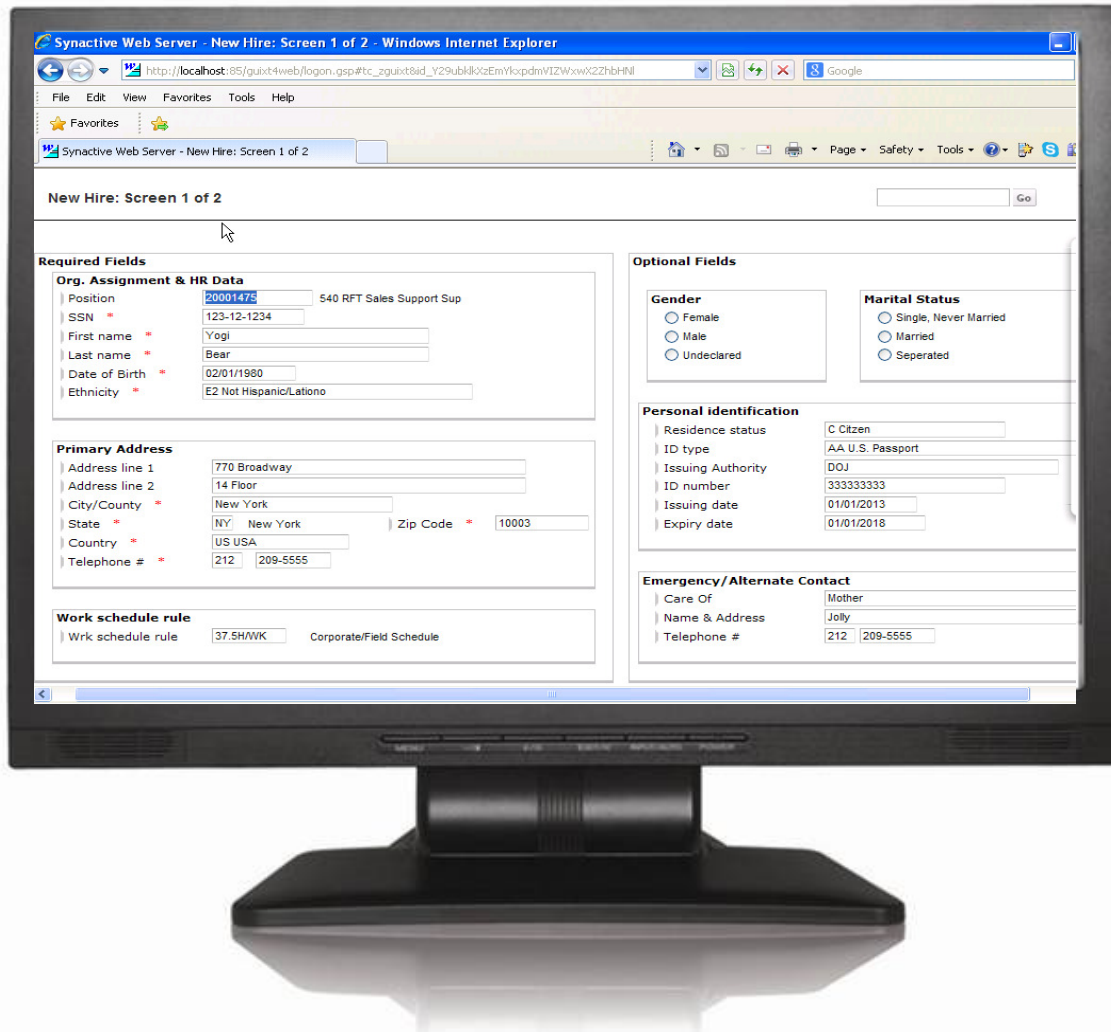 Synactive Web Server - New Hire: Screen 1 of 2 - Windows Internet Explorer
http://localhost:85/guixt4web/logon.gsp#tc_zguixt&id_
Google
File Edit View Favorites Tools Help
Favorites
Synactive Web Server - New Hire: Screen 1 of 2
Page Safety Tools
New Hire: Screen 1 of 2
Go
Required Fields
Org. Assignment & HR Data
Position 20001475 540 RFT Sales Support Sup
SSN * 123-12-1234
First name * Yogi
Last name * Bear
Date of Birth * 02/01/1980
Ethnicity * E2 Not Hispanic/Lationo
Primary Address
Address line 1 770 Broadway
Address line 2 14 Floor
City/County * New York
State * NY New York Zip Code * 10003
Country * US USA
Telephone # * 212 209-5555
Work schedule rule
Wrk schedule rule 37.5H/WK Corporate/Field Schedule
Optional Fields
Gender
Female
Male
Undeclared
Marital Status
Single, Never Married
Married
Seperated
Personal identification
Residence status C Citzen
ID type AA U.S. Passport
Issuing Authority DOJ
ID number 333333333
Issuing date 01/01/2013
Expiry date 01/01/2018
Emergency/Alternate Contact
Care Of Mother
Name & Address Jolly
Telephone # 212 209-5555
MENU